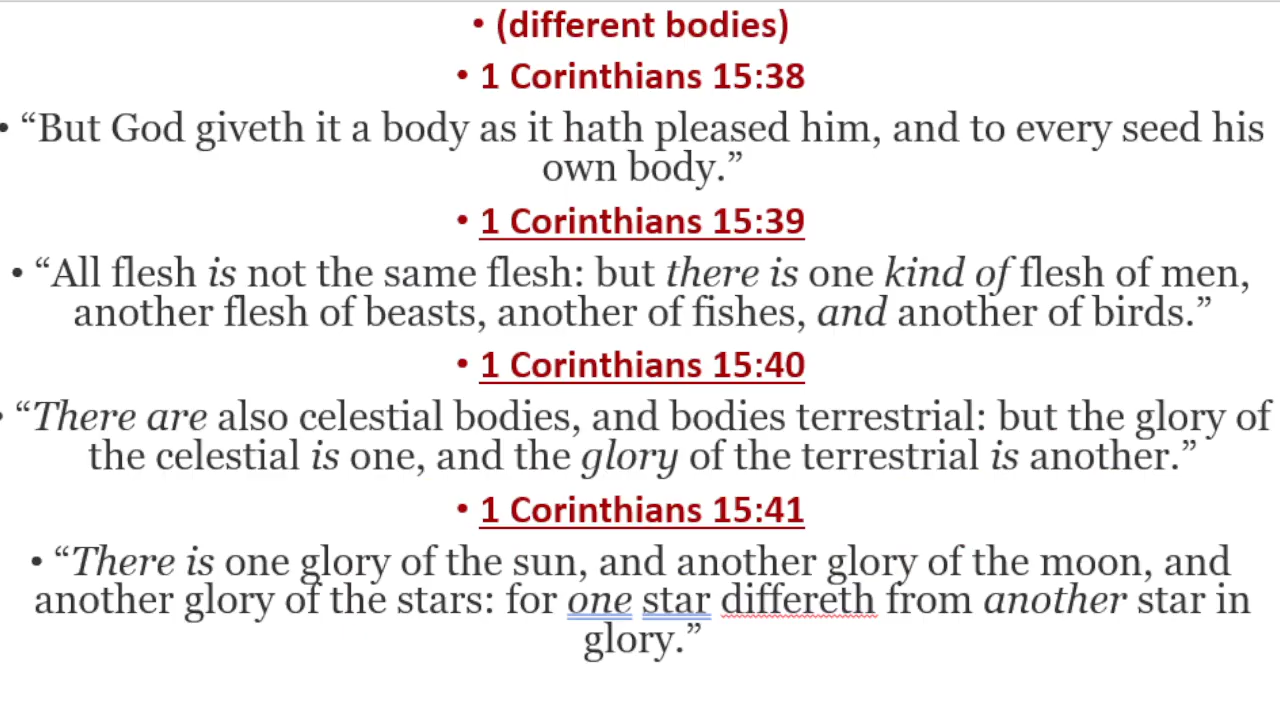 • (different bodies)
• 1 Corinthians 15:38
• “But God giveth it a body as it hath pleased him, and to every seed his
own body.”
• 1 Corinthians 15:39
• “All flesh is not the same flesh: but there is one kind of flesh of men,
another flesh of beasts, another of fishes, and another of birds.”
• 1 Corinthians 15:40
• “There are also celestial bodies, and bodies terrestrial: but the glory of
the celestial is one, and the glory of the terrestrial is another.”
• 1 Corinthians 15:41
• “There is one glory of the sun, and another glory of the moon, and
another glory of the stars: for one star differeth from another star in
glory.”